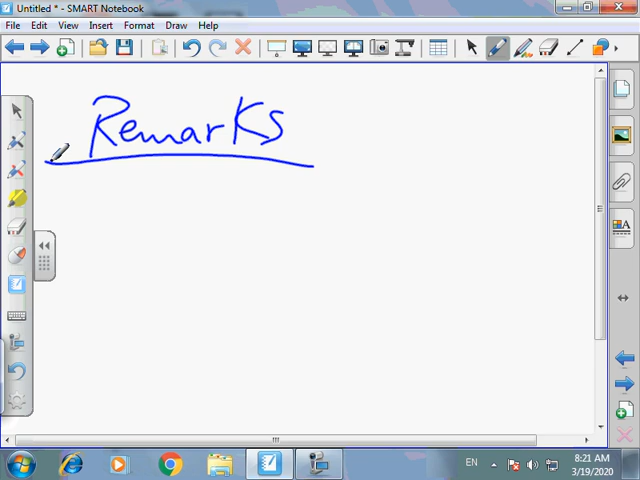 Untitled * - SMART Notebook
File Edit View Insert Format Draw Help
Remarks
EN
8:21 AM
3/19/2020